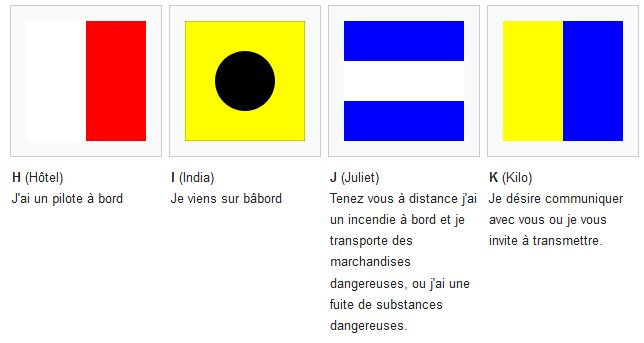 H (Hôtel)
J'ai un pilote à bord
I (India)
Je viens sur bâbord
J (Juliet)
Tenez vous à distance j'ai
un incendie à bord et je
transporte des
marchandises
dangereuses, ou j'ai une
fuite de substances
dangereuses.
K (Kilo)
Je désire communiquer
avec vous ou je vous
invite à transmettre.